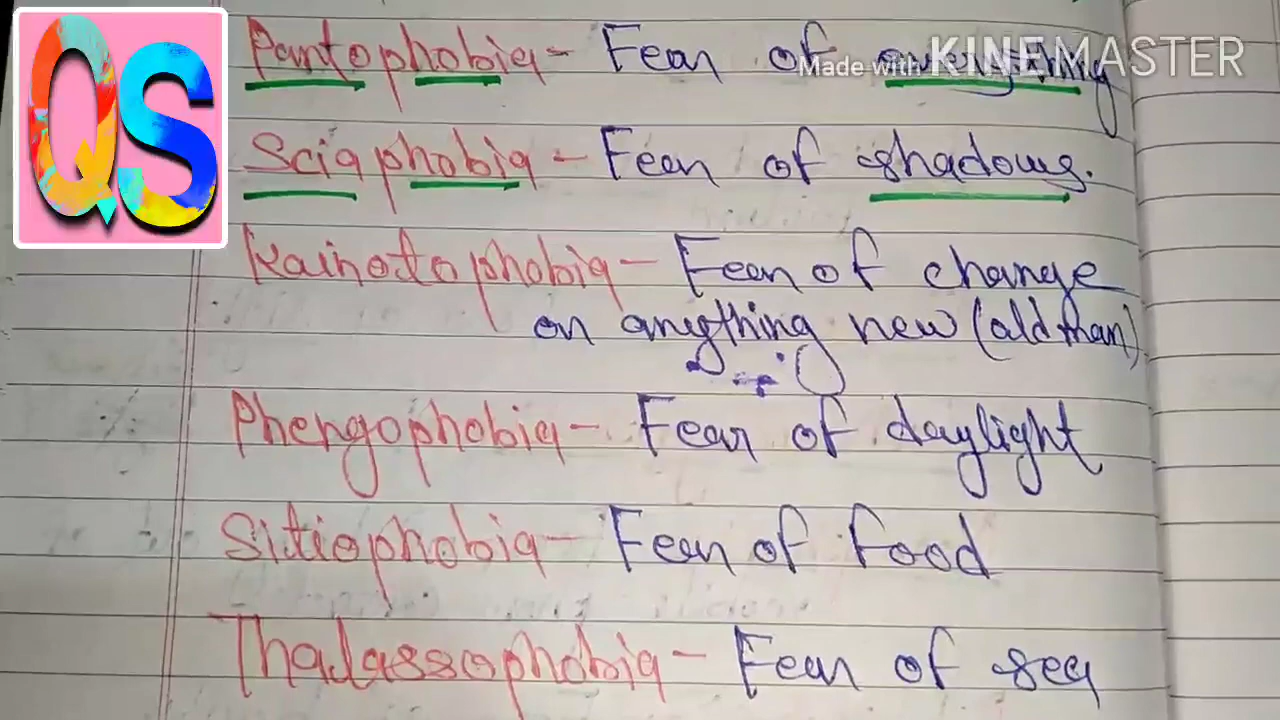 QS
Pantophobia - Fear of everything
Made with KINEMASTER
Sciaphobia - Fear of shadows.
Kainotophobia - Fear of change
or anything new (old than)
Phengophobia - Fear of daylight
Sitiophobia - Fear of food
Thalassophobia - Fear of sea